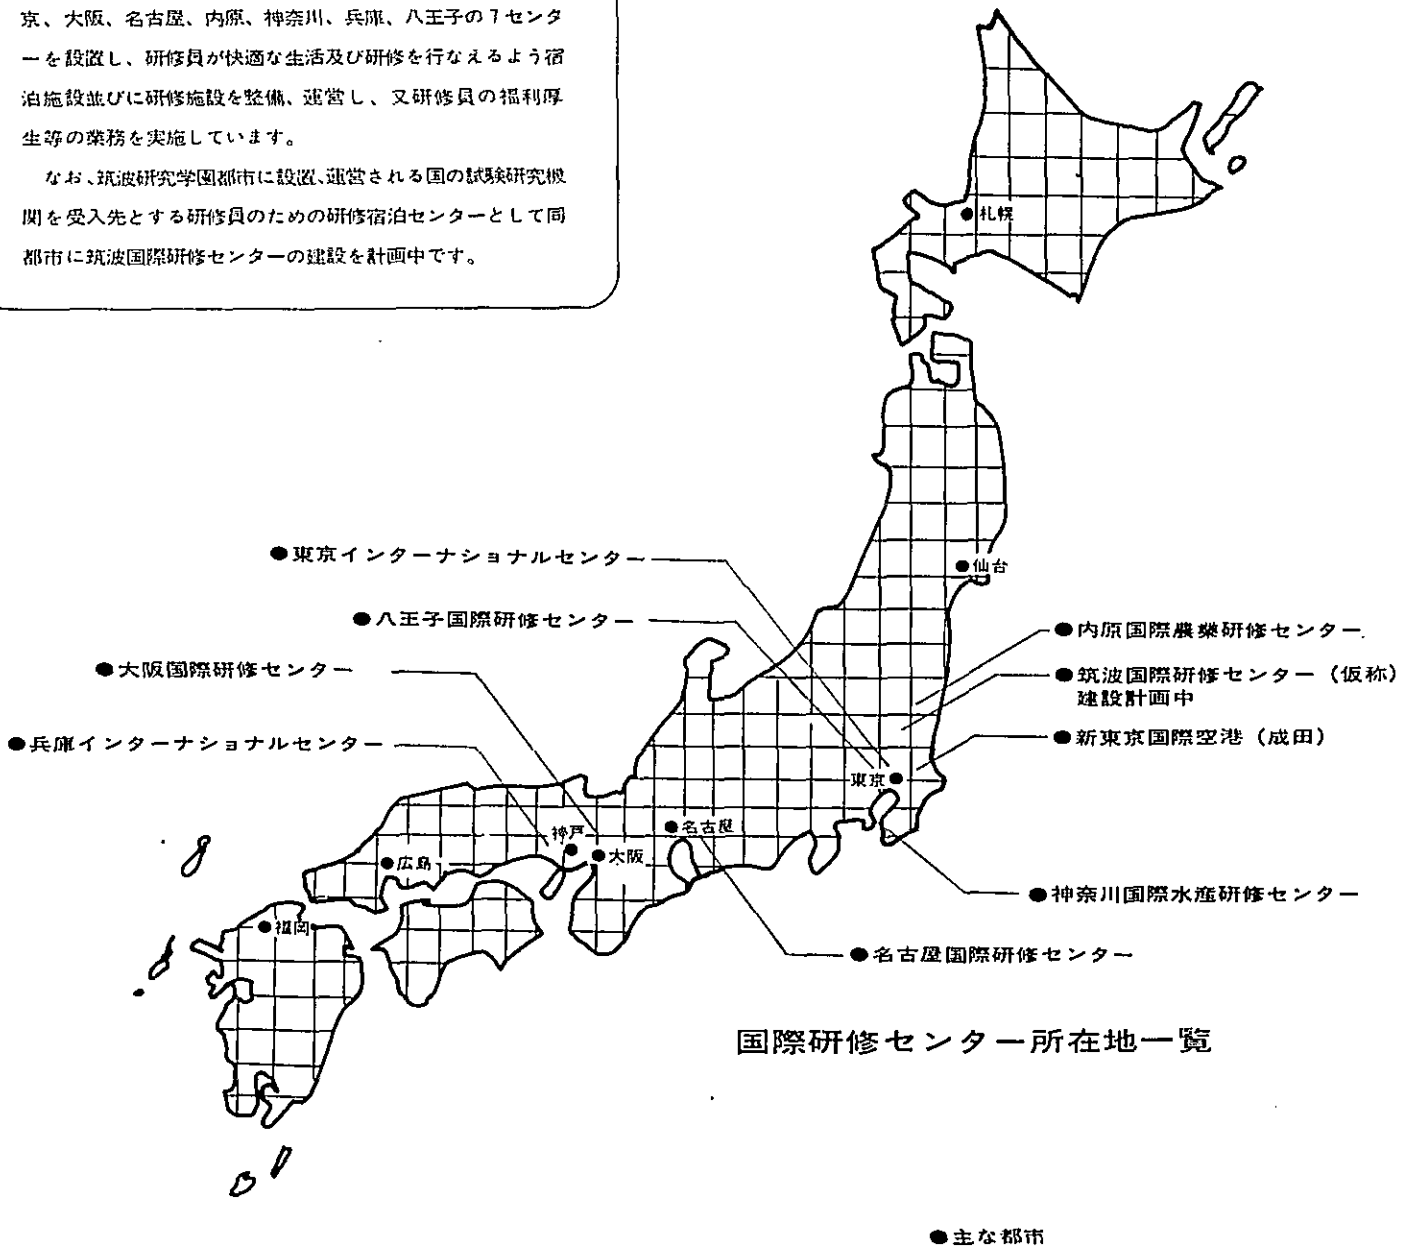 京、大阪、名古屋、内原、神奈川、兵庫、八王子の7センタ
ーを設置し、研修員が快適な生活及び研修を行なえるよう宿
泊施設並びに研修施設を整備、運営し、又研修員の福利厚
生等の業務を実施しています。
なお、筑波研究学園都市に設置、運営される国の試験研究機
関を受入先とする研修員のための研修宿泊センターとして同
都市に筑波国際研修センターの建設を計画中です。
●札幌
●仙台
●東京インターナショナルセンター
●八王子国際研修センター
●大阪国際研修センター
●兵庫インターナショナルセンター
●内原国際農業研修センター
●筑波国際研修センター（仮称）
建設計画中
●新東京国際空港（成田）
東京●
●名古屋
神戸
●大阪
●広島
●福岡
●神奈川国際水産研修センター
●名古屋国際研修センター
国際研修センター所在地一覧
●主な都市